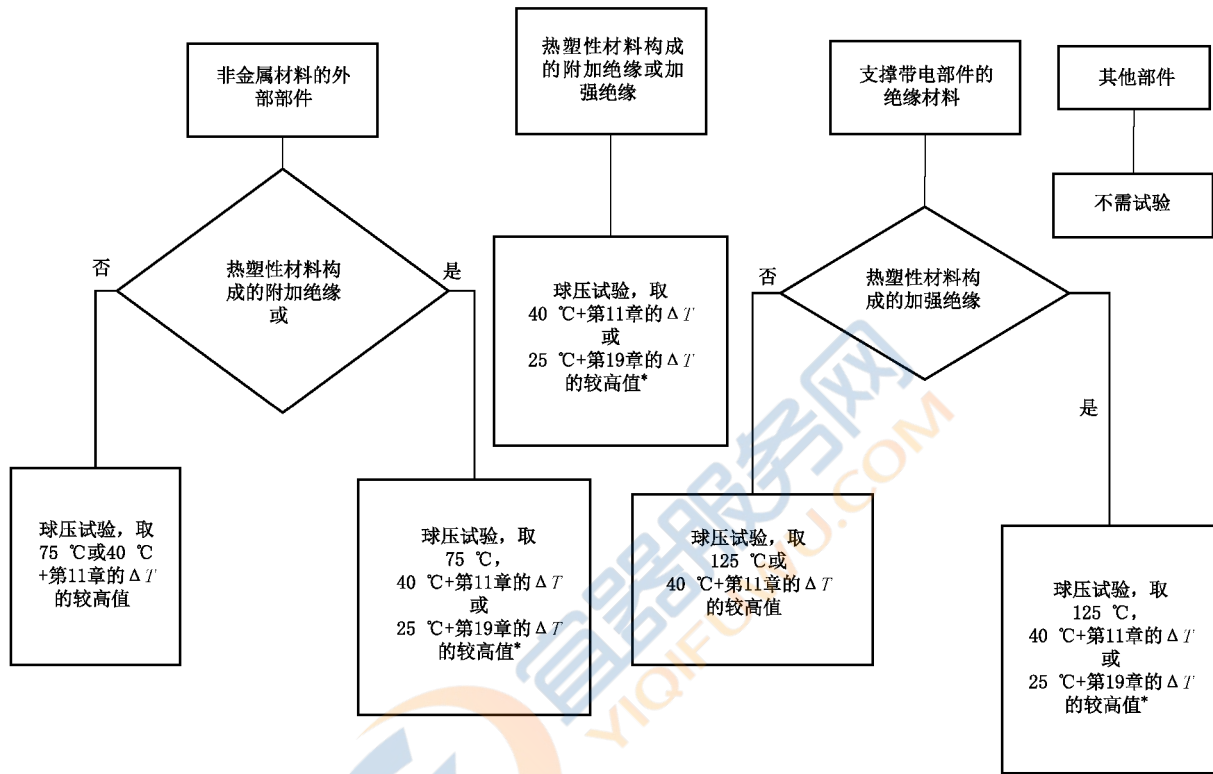 非金属材料的外
部部件
热塑性材料构成
的附加绝缘或加
强绝缘
支撑带电部件的
绝缘材料
其他部件
不需试验
否
热塑性材料构
成的附加绝缘
或
是
球压试验，取
40 ℃+第11章的ΔT
或
25 ℃+第19章的ΔT
的较高值*
否
热塑性材料构
成的加强绝缘
是
球压试验，取
75 ℃或40 ℃
+第11章的ΔT
的较高值
球压试验，取
75 ℃，
40 ℃+第11章的ΔT
或
25 ℃+第19章的ΔT
的较高值*
球压试验，取
125 ℃或
40 ℃+第11章的ΔT
的较高值
球压试验，取
125 ℃，
40 ℃+第11章的ΔT
或
25 ℃+第19章的ΔT
的较高值*
仪器服务网
YIQIFUWU.COM